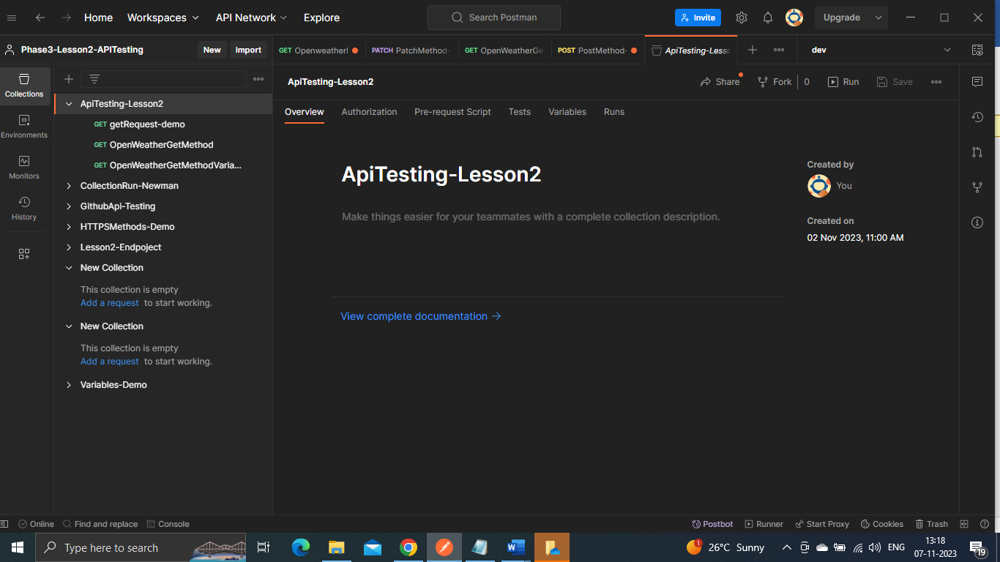 Home Workspaces API Network Explore Search Postman Invite Upgrade
Phase3-Lesson2-APITesting New Import GET OpenweatherI PATCH PatchMethod- GET OpenWeatherGe POST PostMethod- ApiTesting-Lesso dev
Collections
Environments
Monitors
History
ApiTesting-Lesson2
GET getRequest-demo
GET OpenWeatherGetMethod
GET OpenWeatherGetMethodVaria...
CollectionRun-Newman
GithubApi-Testing
HTTPSMethods-Demo
Lesson2-Endpoject
New Collection
This collection is empty
Add a request to start working.
New Collection
This collection is empty
Add a request to start working.
Variables-Demo
ApiTesting-Lesson2 Share Fork 0 Run Save
Overview Authorization Pre-request Script Tests Variables Runs
ApiTesting-Lesson2
Make things easier for your teammates with a complete collection description.
View complete documentation →
Created by
You
Created on
02 Nov 2023, 11:00 AM
Online Find and replace Console Postbot Runner Start Proxy Cookies Trash
Type here to search 1 26°C Sunny ENG 13:18
07-11-2023 19